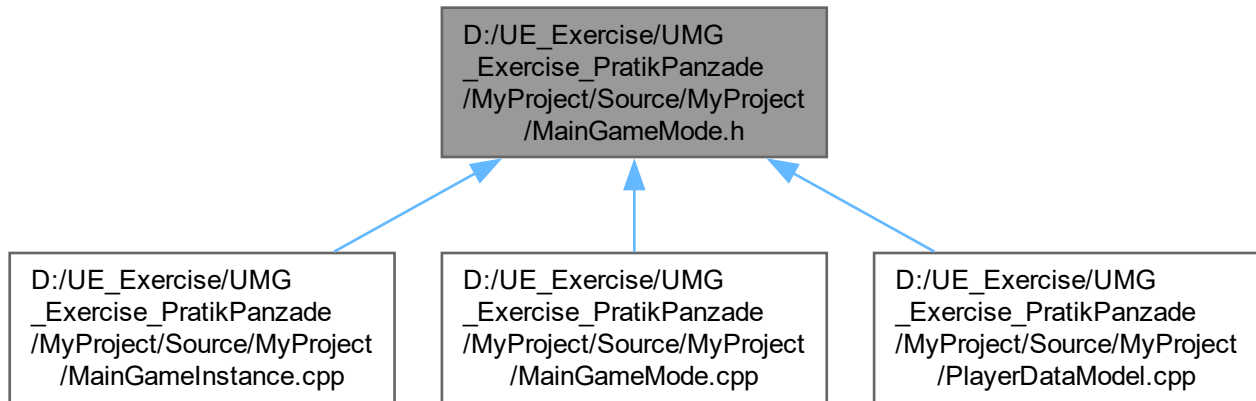 D:/UE_Exercise/UMG
_Exercise_PratikPanzade
/MyProject/Source/MyProject
/MainGameMode.h
D:/UE_Exercise/UMG
_Exercise_PratikPanzade
/MyProject/Source/MyProject
/MainGameInstance.cpp
D:/UE_Exercise/UMG
_Exercise_PratikPanzade
/MyProject/Source/MyProject
/MainGameMode.cpp
D:/UE_Exercise/UMG
_Exercise_PratikPanzade
/MyProject/Source/MyProject
/PlayerDataModel.cpp